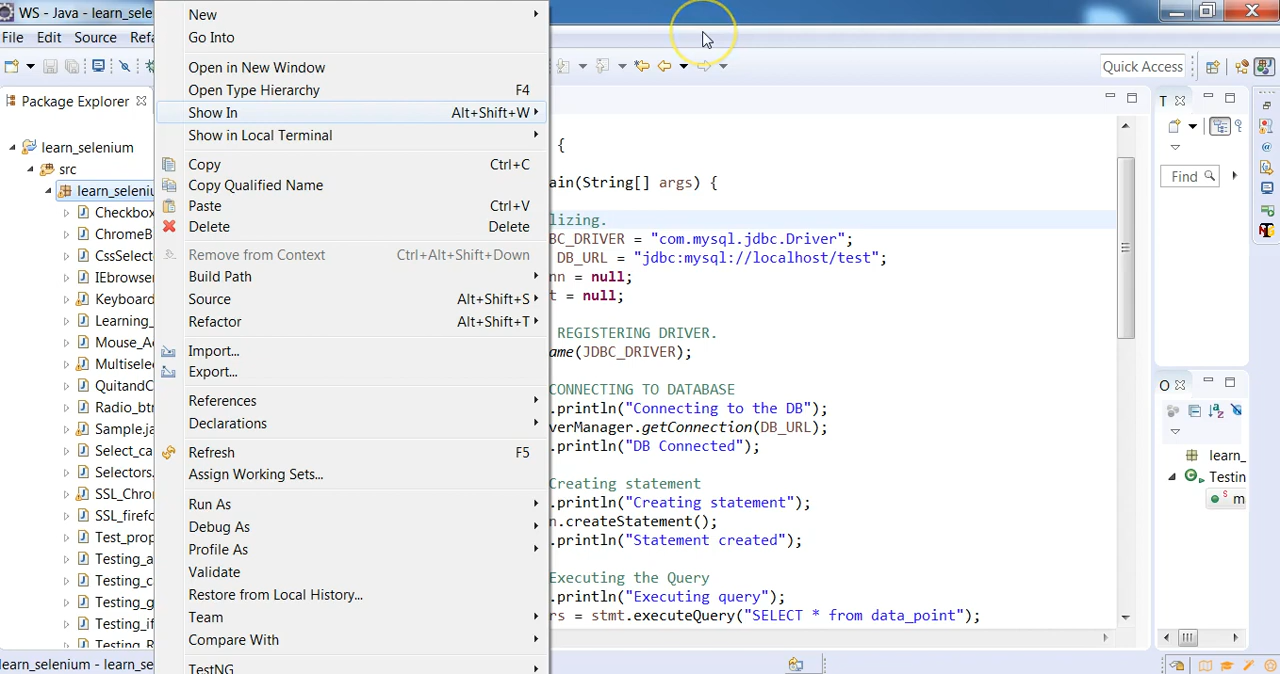 WS - Java - learn_sele
File Edit Source Refa
Quick Access
Package Explorer
learn_selenium
src
learn_seleniu
Checkbox
ChromeB
CssSelect
IEbrowser
Keyboard
Learning_
Mouse_A
Multiselec
QuitandC
Radio_btr
Sample.ja
Select_ca
Selectors.
SSL_Chron
SSL_firefo
Test_prop
Testing_a
Testing_c
Testing_g
Testing_if
Testing_R
learn_selenium - learn_se
New
Go Into
Open in New Window
Open Type Hierarchy F4
Show In Alt+Shift+W
Show in Local Terminal
Copy Ctrl+C
Copy Qualified Name
Paste Ctrl+V
Delete Delete
Remove from Context Ctrl+Alt+Shift+Down
Build Path
Source Alt+Shift+S
Refactor Alt+Shift+T
Import...
Export...
References
Declarations
Refresh F5
Assign Working Sets...
Run As
Debug As
Profile As
Validate
Restore from Local History...
Team
Compare With
TestNG
{
ain(String[] args) {
lizing.
BC_DRIVER = "com.mysql.jdbc.Driver";
DB_URL = "jdbc:mysql://localhost/test";
nn = null;
t = null;
REGISTERING DRIVER.
ame(JDBC_DRIVER);
CONNECTING TO DATABASE
.println("Connecting to the DB");
verManager.getConnection(DB_URL);
.println("DB Connected");
Creating statement
.println("Creating statement");
n.createStatement();
.println("Statement created");
Executing the Query
.println("Executing query");
rs = stmt.executeQuery("SELECT * from data_point");
T
Find
O
learn_
Testin
m